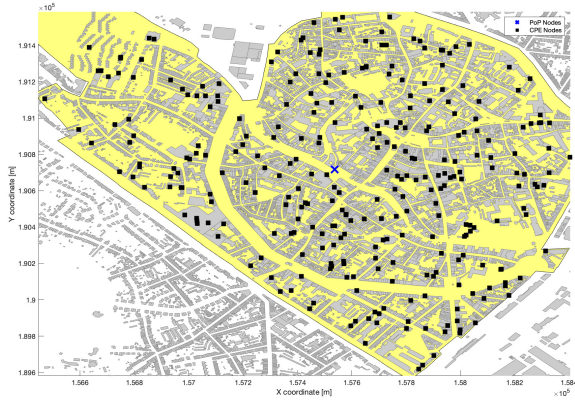 ×10⁵
PoP Nodes
CPE Nodes
1.914
1.912
1.91
1.908
1.906
1.904
1.902
1.9
1.898
1.896
Y coordinate [m]
1.566 1.568 1.57 1.572 1.574 1.576 1.578 1.58 1.582 1.584
X coordinate [m]
×10⁵